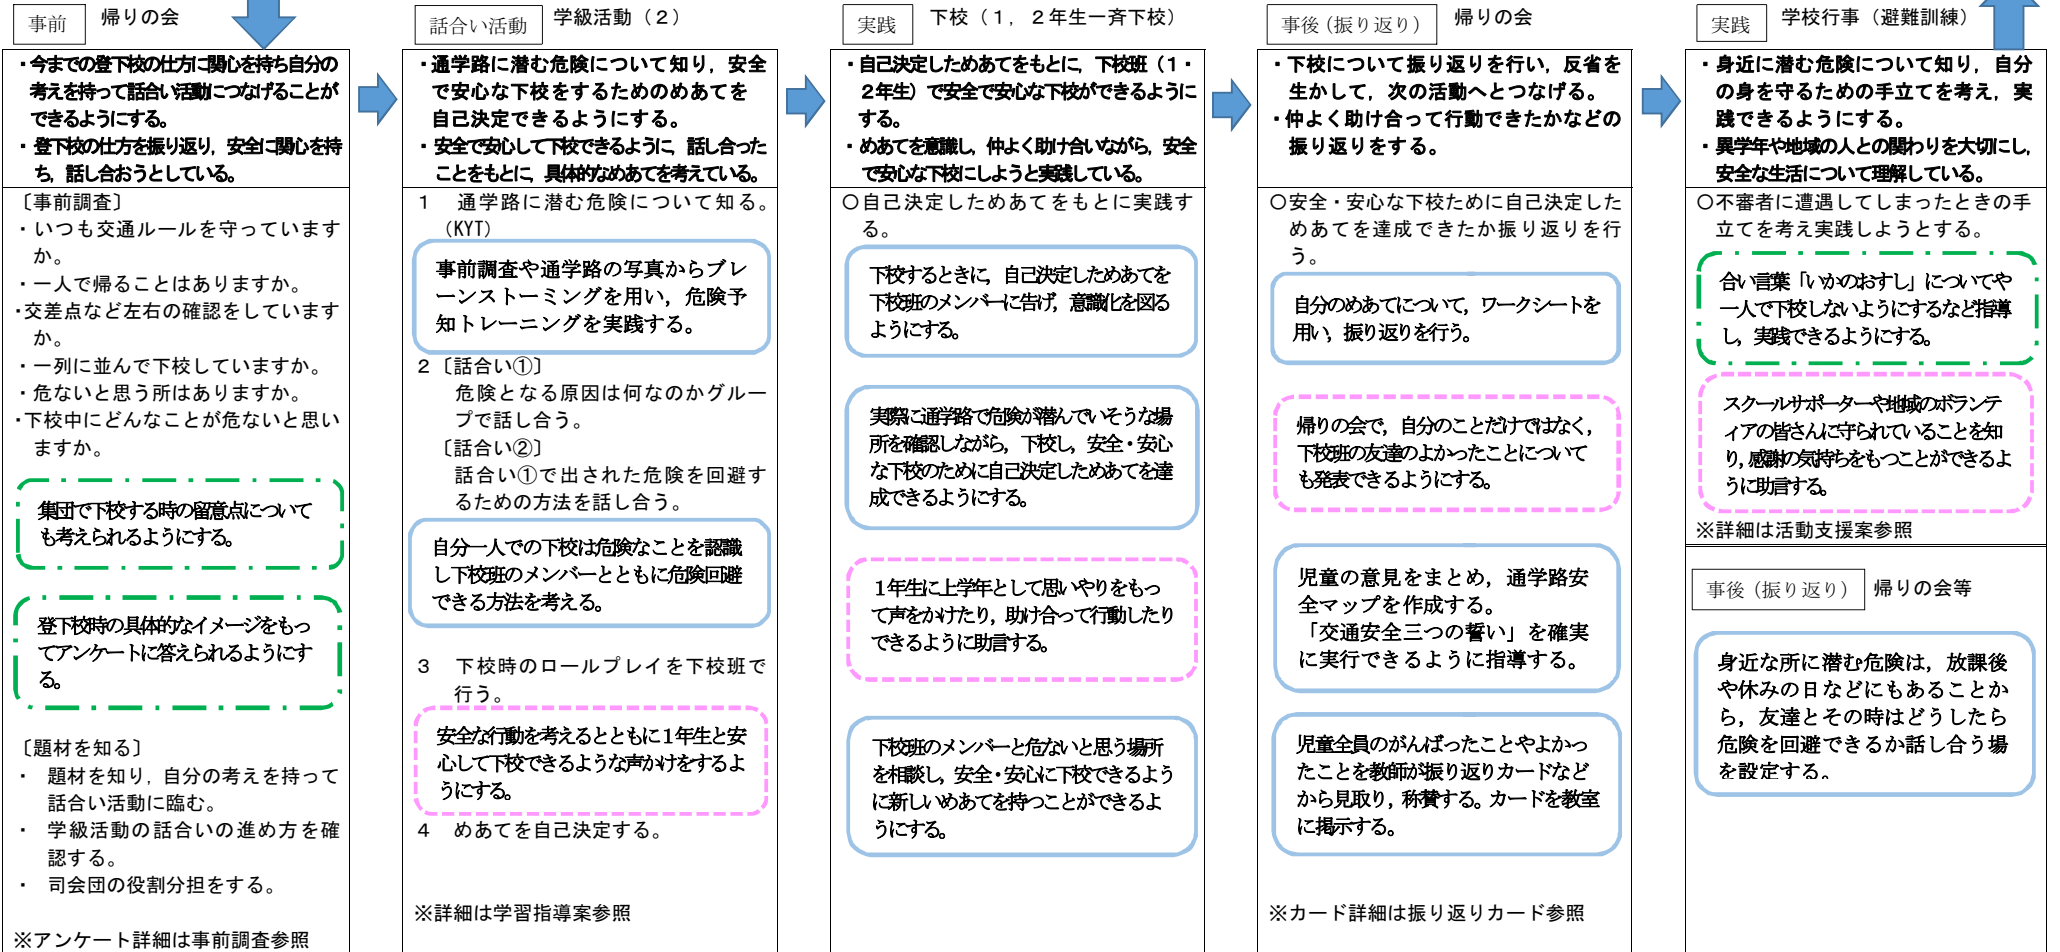 事前
帰りの会
・今までの登下校の仕方に関心を持ち自分の
考えを持って話合い活動につなげることが
できるようにする。
・登下校の仕方を振り返り，安全に関心を持
ち，話し合おうとしている。
〔事前調査〕
・いつも交通ルールを守っています
か。
・一人で帰ることはありますか。
・交差点など左右の確認をしています
か。
・一列に並んで下校していますか。
・危ないと思う所はありますか。
・下校中にどんなことが危ないと思い
ますか。
集団で下校する時の留意点について
も考えられるようにする。
登下校時の具体的なイメージをもっ
てアンケートに答えられるようにす
る。
〔題材を知る〕
・ 題材を知り，自分の考えを持って
話合い活動に臨む。
・ 学級活動の話合いの進め方を確
認する。
・ 司会団の役割分担をする。
※アンケート詳細は事前調査参照
話合い活動
学級活動（２）
・通学路に潜む危険について知り，安全
で安心な下校をするためのめあてを
自己決定できるようにする。
・安全で安心して下校できるように，話し合った
ことをもとに，具体的なめあてを考えている。
１ 通学路に潜む危険について知る。
（KYT）
事前調査や通学路の写真からブレ
ーンストーミングを用い，危険予
知トレーニングを実践する。
２〔話合い①〕
危険となる原因は何なのかグルー
プで話し合う。
〔話合い②〕
話合い①で出された危険を回避す
るための方法を話し合う。
自分一人での下校は危険なことを認識
し下校班のメンバーとともに危険回避
できる方法を考える。
３ 下校時のロールプレイを下校班で
行う。
安全な行動を考えるとともに１年生と安
心して下校できるような声かけをするよ
うにする。
４ めあてを自己決定する。
※詳細は学習指導案参照
実践
下校（１，２年生一斉下校）
・自己決定しためあてをもとに，下校班（１・
２年生）で安全で安心な下校ができるように
する。
・めあてを意識し，仲よく助け合いながら，安全
で安心な下校にしようと実践している。
○自己決定しためあてをもとに実践す
る。
下校するときに，自己決定しためあてを
下校班のメンバーに告げ，意識化を図る
ようにする。
実際に通学路で危険が潜んでいそうな場
所を確認しながら，下校し，安全・安心
な下校のために自己決定しためあてを達
成できるようにする。
１年生に上学年として思いやりをもっ
て声をかけたり，助け合って行動したり
できるように助言する。
下校班のメンバーと危ないと思う場所
を相談し，安全・安心に下校できるよう
に新しいめあてを持つことができるよ
うにする。
事後（振り返り）
帰りの会
・下校について振り返りを行い，反省を
生かして，次の活動へとつなげる。
・仲よく助け合って行動できたかなどの
振り返りをする。
○安全・安心な下校ために自己決定した
めあてを達成できたか振り返りを行
う。
自分のめあてについて，ワークシートを
用い，振り返りを行う。
帰りの会で，自分のことだけではなく，
下校班の友達のよかったことについて
も発表できるようにする。
児童の意見をまとめ，通学路安
全マップを作成する。
「交通安全三つの誓い」を確実
に実行できるように指導する。
児童全員のがんばったことやよかっ
たことを教師が振り返りカードなど
から見取り，称賛する。カードを教室
に掲示する。
※カード詳細は振り返りカード参照
実践
学校行事（避難訓練）
・身近に潜む危険について知り，自分
の身を守るための手立てを考え，実
践できるようにする。
・異学年や地域の人との関わりを大切にし，
安全な生活について理解している。
○不審者に遭遇してしまったときの手
立てを考え実践しようとする。
合い言葉「いかのおすし」についてや
一人で下校しないようにするなど指導
し，実践できるようにする。
スクールサポーターや地域のボランテ
ィアの皆さんに守られていることを知
り，感謝の気持ちをもつことができるよ
うに助言する。
※詳細は活動支援案参照
事後（振り返り）
帰りの会等
身近な所に潜む危険は，放課後
や休みの日などにもあることか
ら，友達とその時はどうしたら
危険を回避できるか話し合う場
を設定する。